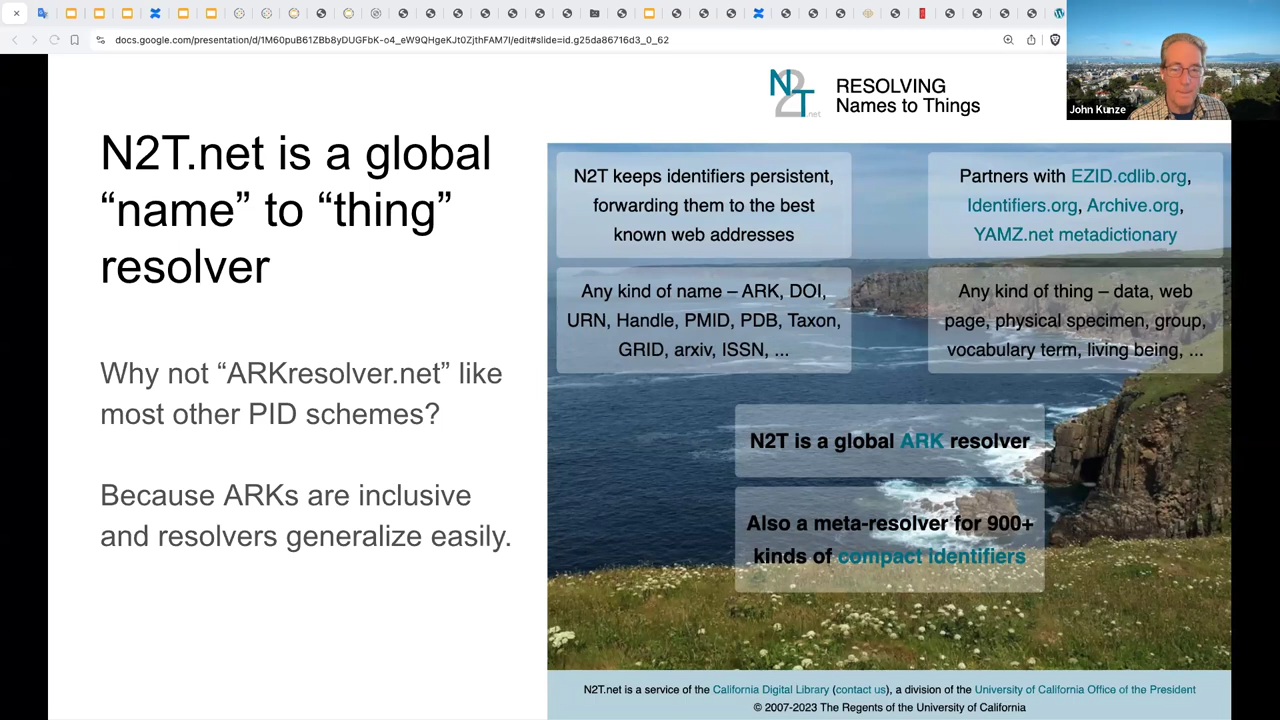 docs.google.com/presentation/d/1M60puB61ZBb8yDUGFbK-o4_eW9QHgeKJt0ZjthFAM7I/edit#slide=id.g25da86716d3_0_62
John Kunze
N2T.net
RESOLVING
Names to Things
N2T.net is a global
“name” to “thing”
resolver
Why not “ARKresolver.net” like
most other PID schemes?
Because ARKs are inclusive
and resolvers generalize easily.
N2T keeps identifiers persistent,
forwarding them to the best
known web addresses
Partners with EZID.cdlib.org,
Identifiers.org, Archive.org,
YAMZ.net metadictionary
Any kind of name – ARK, DOI,
URN, Handle, PMID, PDB, Taxon,
GRID, arxiv, ISSN, ...
Any kind of thing – data, web
page, physical specimen, group,
vocabulary term, living being, ...
N2T is a global ARK resolver
Also a meta-resolver for 900+
kinds of compact identifiers
N2T.net is a service of the California Digital Library (contact us), a division of the University of California Office of the President
© 2007-2023 The Regents of the University of California